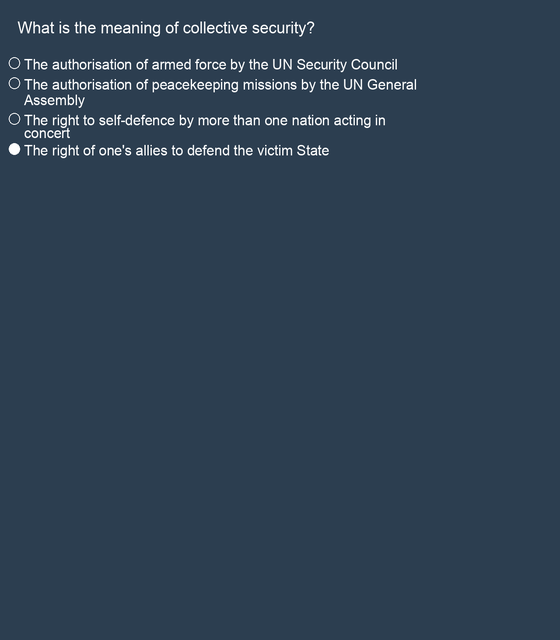 What is the meaning of collective security?
The authorisation of armed force by the UN Security Council
The authorisation of peacekeeping missions by the UN General
Assembly
The right to self-defence by more than one nation acting in
concert
The right of one's allies to defend the victim State